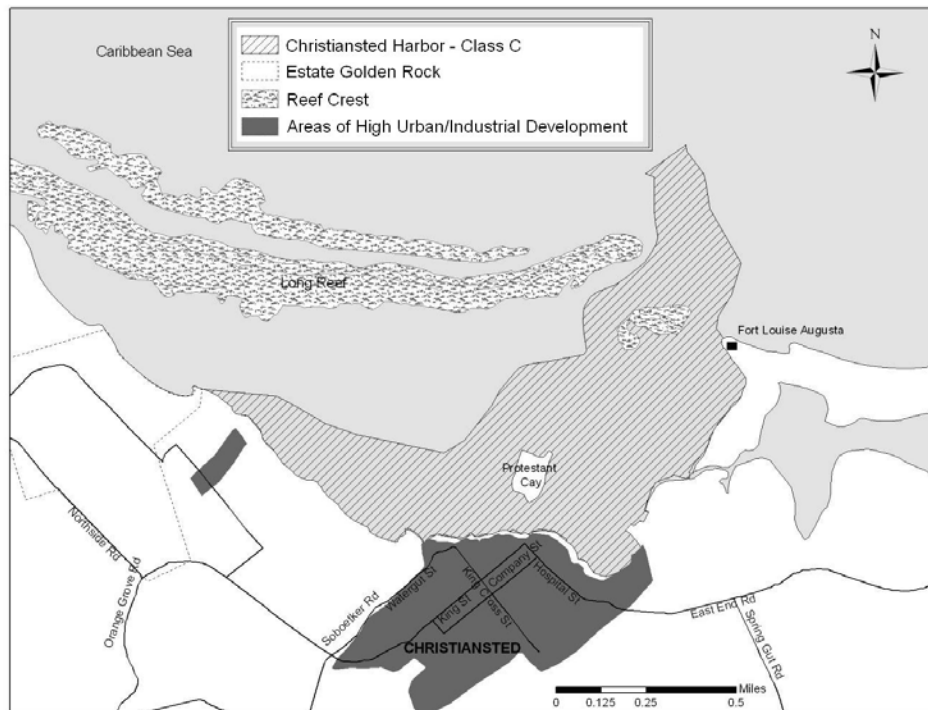 Caribbean Sea
Christiansted Harbor - Class C
Estate Golden Rock
Reef Crest
Areas of High Urban/Industrial Development
N
Long Reef
Fort Louise Augusta
Protestant
Cay
Northside Rd
Orange Grove Rd
Soboetker Rd
Watergut St
King St
King Cross St
Company St
Hospital St
East End Rd
Spring Gut Rd
CHRISTIANSTED
Miles
0 0.125 0.25 0.5